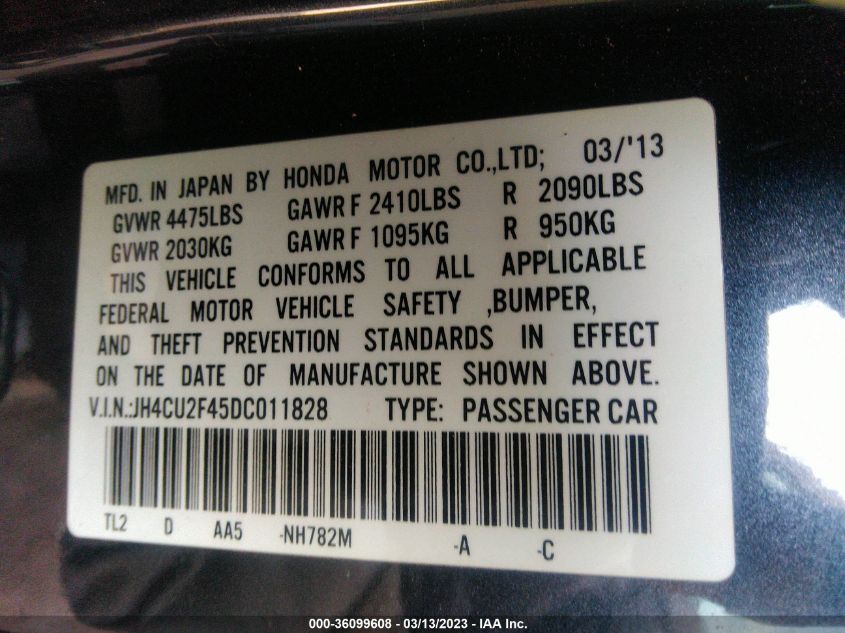 MFD. IN JAPAN BY HONDA MOTOR CO.,LTD; 03/'13
GVWR 4475LBS GAWR F 2410LBS R 2090LBS
GVWR 2030KG GAWR F 1095KG R 950KG
THIS VEHICLE CONFORMS TO ALL APPLICABLE
FEDERAL MOTOR VEHICLE SAFETY ,BUMPER,
AND THEFT PREVENTION STANDARDS IN EFFECT
ON THE DATE OF MANUFACTURE SHOWN ABOVE.
V.I.N.:JH4CU2F45DC011828 TYPE: PASSENGER CAR
TL2 D AA5 -NH782M -A -C
000-36099608 - 03/13/2023 - IAA Inc.